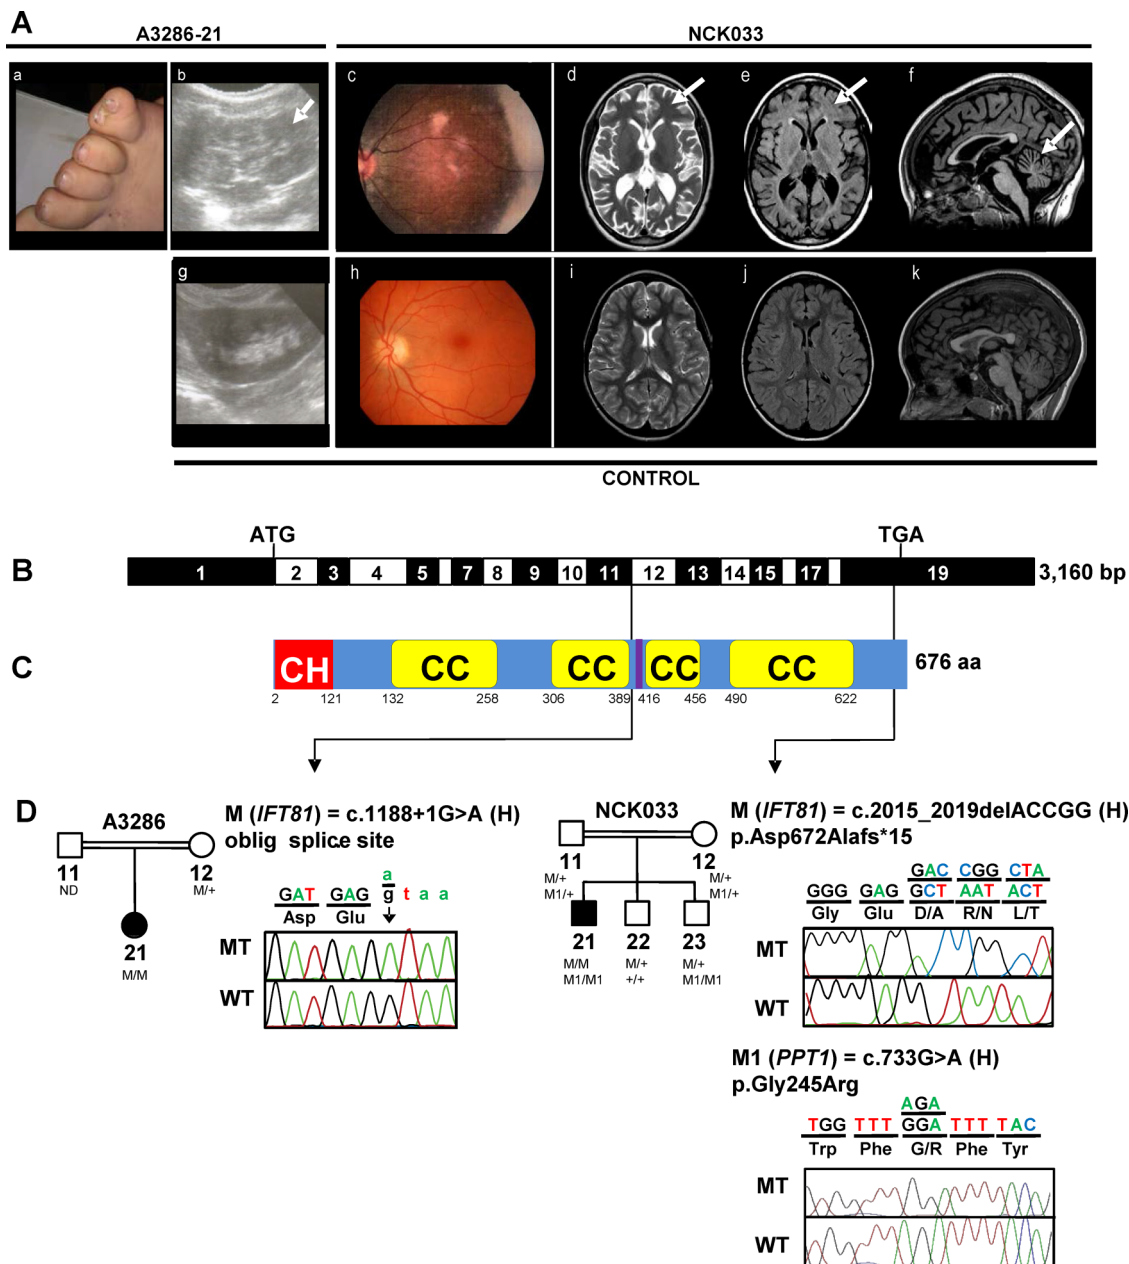 A
A3286-21
NCK033
a
b
c
d
e
f
g
h
i
j
k
CONTROL
ATG
TGA
B
1 2 3 4 5 7 8 9 10 11 12 13 14 15 17 19
3,160 bp
C
CH CC CC CC CC
676 aa
2 121 132 258 306 389 416 456 490 622
D
A3286
11
ND
12
M/+
21
M/M
M (IFT81) = c.1188+1G>A (H)
oblig splice site
a
GAT GAG g t a a
Asp Glu
MT
WT
NCK033
11
M/+
M1/+
12
M/+
M1/+
21 22 23
M/M M/+ M/+
M1/M1 +/+ M1/M1
M (IFT81) = c.2015_2019delACCGG (H)
p.Asp672Alafs*15
GAC CGG CTA
GGG GAG GCT AAT ACT
Gly Glu D/A R/N L/T
MT
WT
M1 (PPT1) = c.733G>A (H)
p.Gly245Arg
AGA
TGG TTT GGA TTT TAC
Trp Phe G/R Phe Tyr
MT
WT